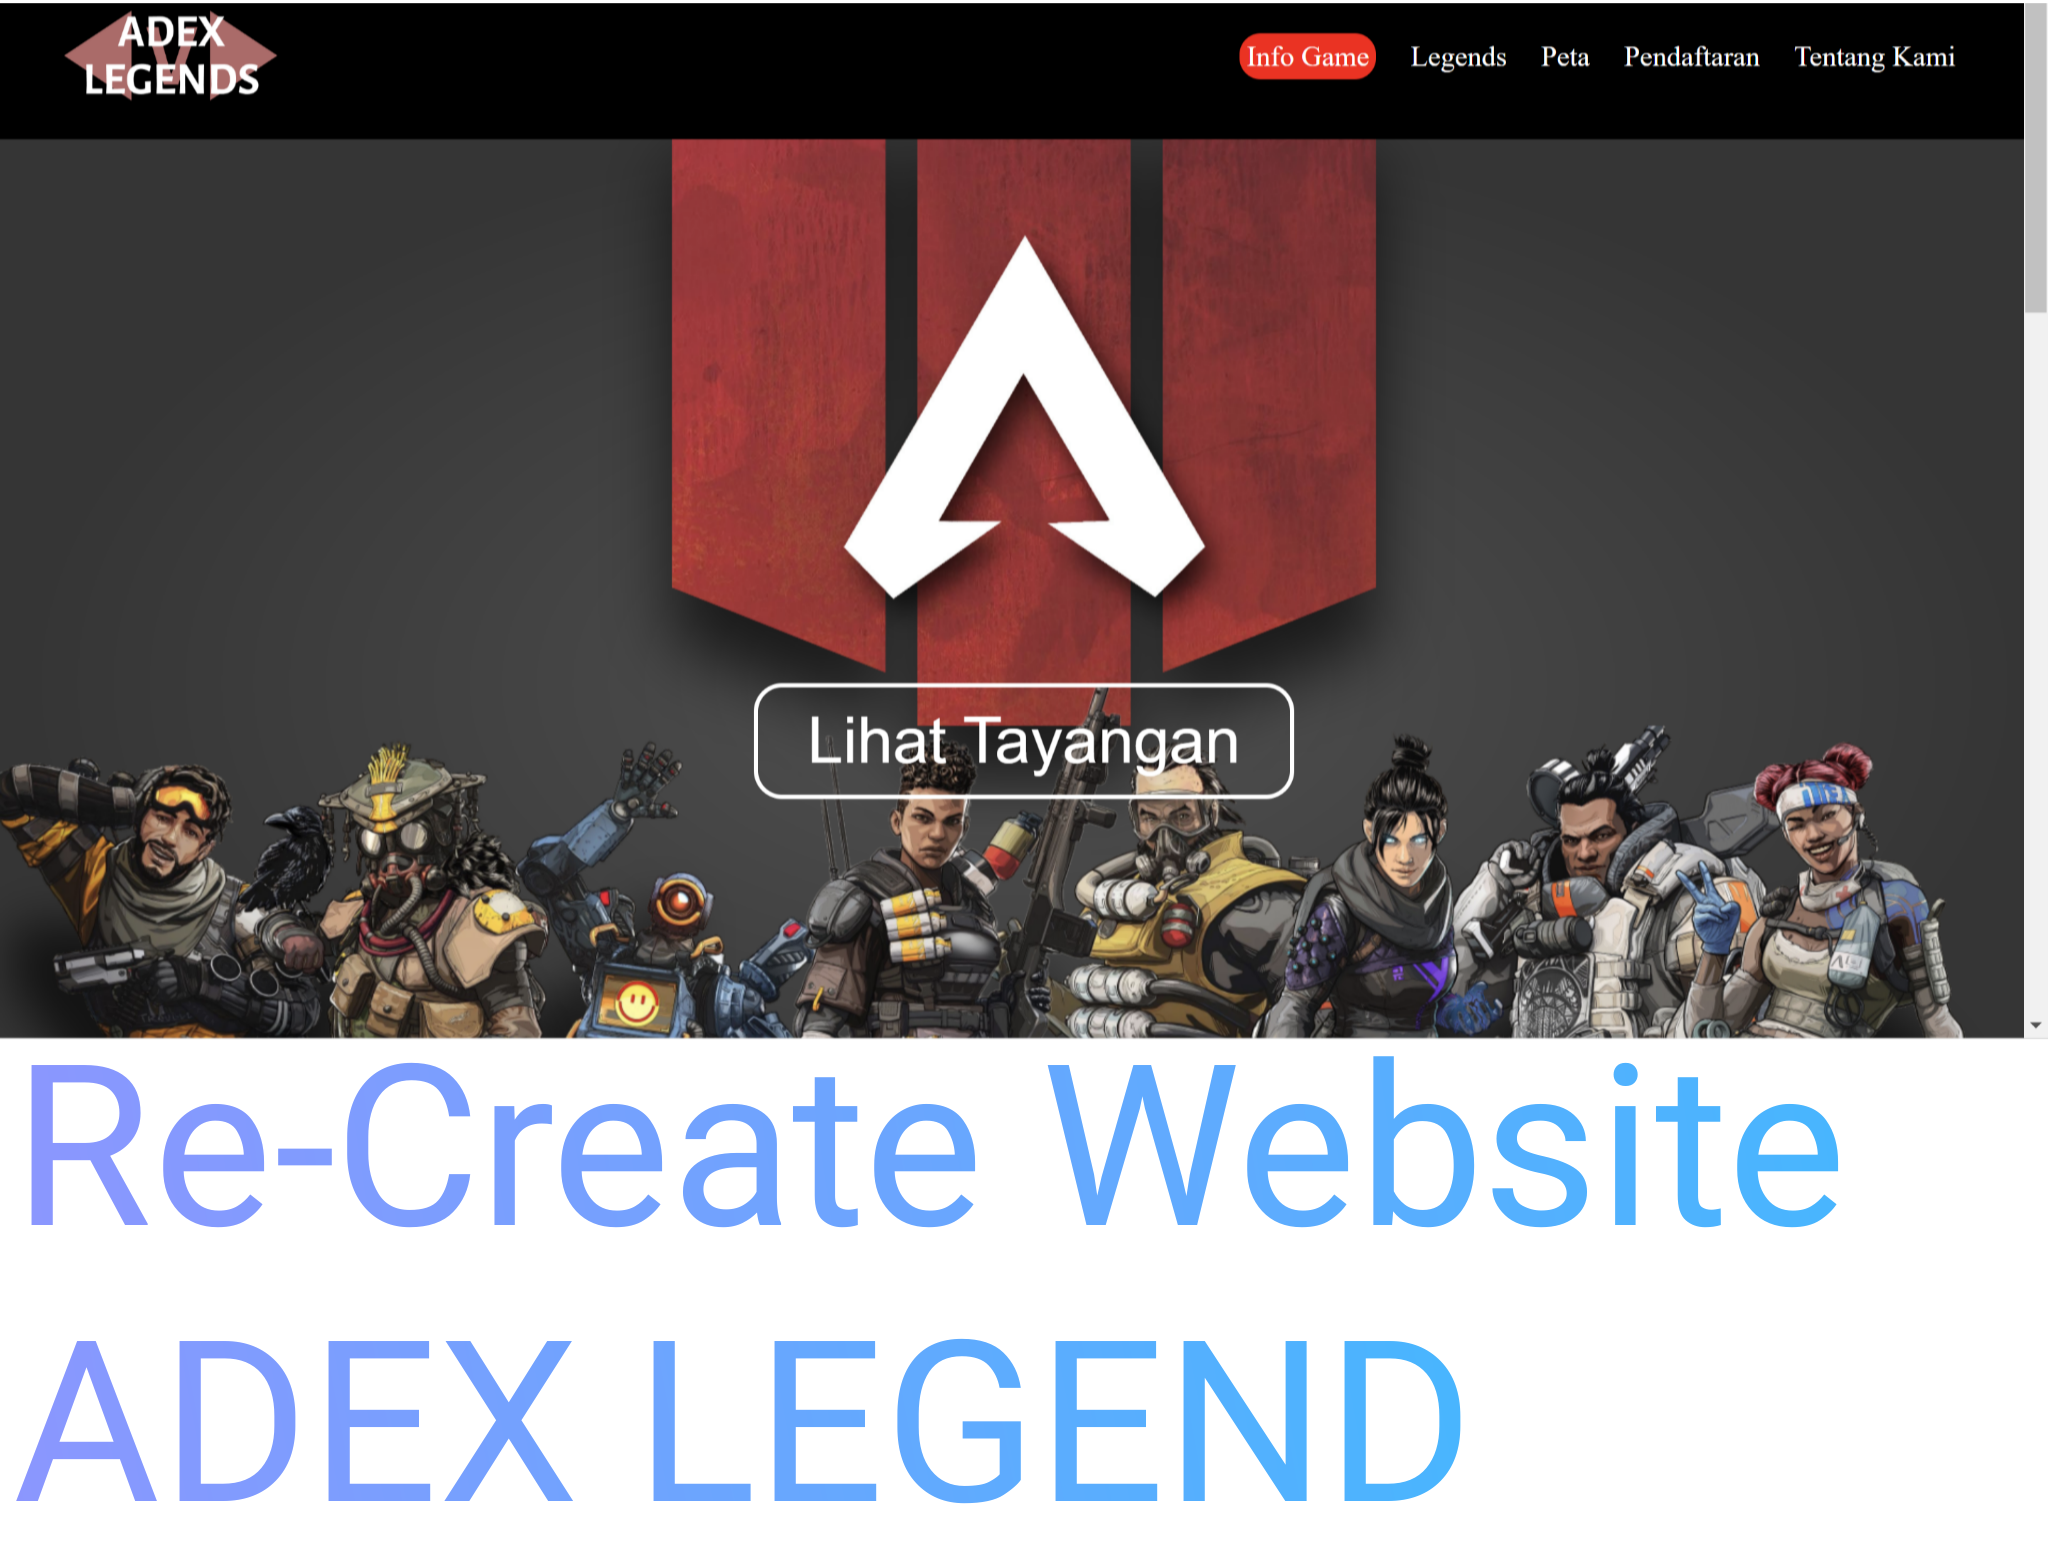 ADEX
LEGENDS
Info Game Legends Peta Pendaftaran Tentang Kami
Lihat Tayangan
Re-Create Website
ADEX LEGEND